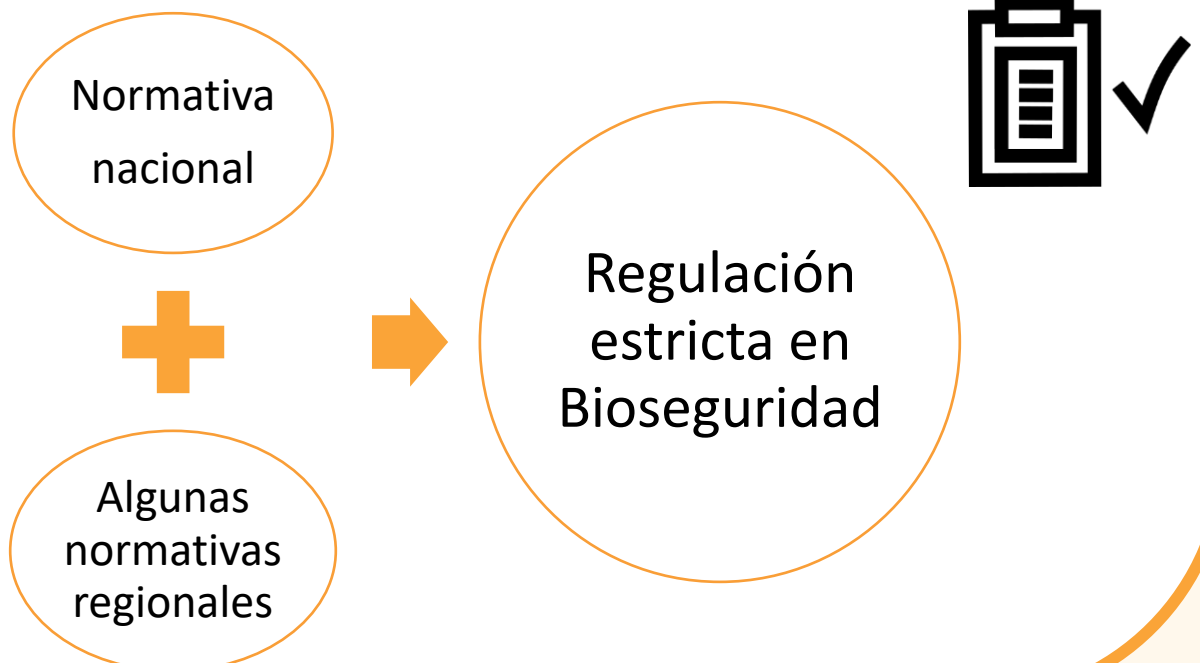 Normativa
nacional
Algunas
normativas
regionales
Regulación
estricta en
Bioseguridad